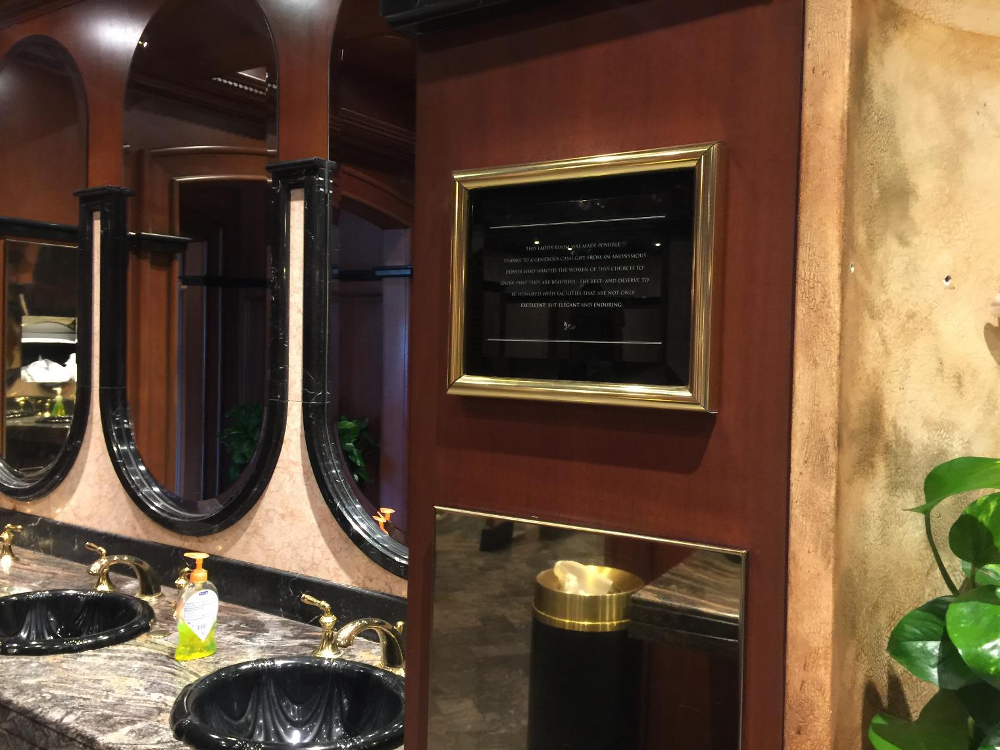 THIS LADIES ROOM WAS MADE POSSIBLE
THANKS TO A GENEROUS CASH GIFT FROM AN ANONYMOUS
DONOR WHO WANTED THE WOMEN OF THIS CHURCH TO
KNOW THAT THEY ARE BEAUTIFUL- THE BEST- AND DESERVE TO
BE HONORED WITH FACILITIES THAT ARE NOT ONLY
EXCELLENT, BUT ELEGANT AND ENDURING.